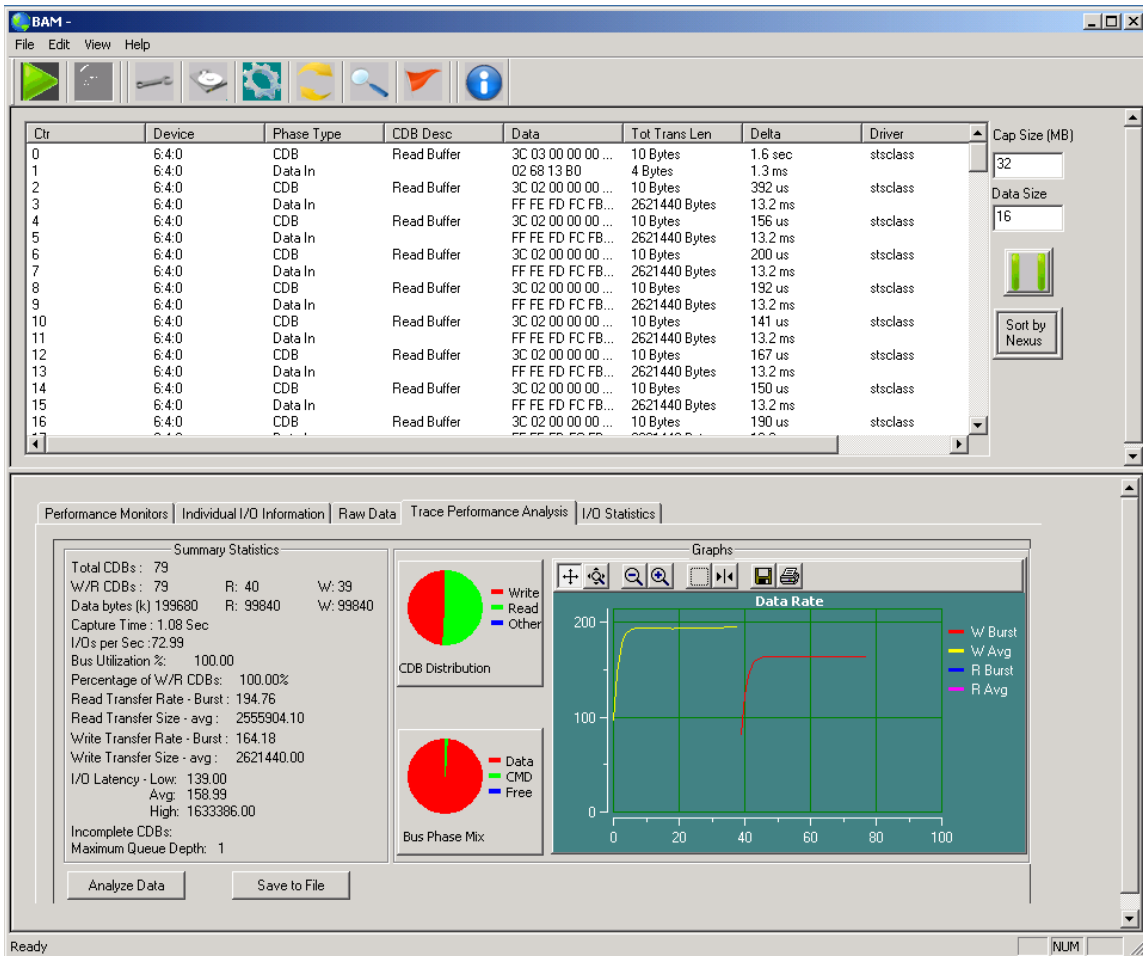 BAM -
File Edit View Help
Ctr Device Phase Type CDB Desc Data Tot Trans Len Delta Driver
0 6:4:0 CDB Read Buffer 3C 03 00 00 00 ... 10 Bytes 1.6 sec stsclass
1 6:4:0 Data In 02 68 13 B0 4 Bytes 1.3 ms
2 6:4:0 CDB Read Buffer 3C 02 00 00 00 ... 10 Bytes 392 us stsclass
3 6:4:0 Data In FF FE FD FC FB... 2621440 Bytes 13.2 ms
4 6:4:0 CDB Read Buffer 3C 02 00 00 00 ... 10 Bytes 156 us stsclass
5 6:4:0 Data In FF FE FD FC FB... 2621440 Bytes 13.2 ms
6 6:4:0 CDB Read Buffer 3C 02 00 00 00 ... 10 Bytes 200 us stsclass
7 6:4:0 Data In FF FE FD FC FB... 2621440 Bytes 13.2 ms
8 6:4:0 CDB Read Buffer 3C 02 00 00 00 ... 10 Bytes 192 us stsclass
9 6:4:0 Data In FF FE FD FC FB... 2621440 Bytes 13.2 ms
10 6:4:0 CDB Read Buffer 3C 02 00 00 00 ... 10 Bytes 141 us stsclass
11 6:4:0 Data In FF FE FD FC FB... 2621440 Bytes 13.2 ms
12 6:4:0 CDB Read Buffer 3C 02 00 00 00 ... 10 Bytes 167 us stsclass
13 6:4:0 Data In FF FE FD FC FB... 2621440 Bytes 13.2 ms
14 6:4:0 CDB Read Buffer 3C 02 00 00 00 ... 10 Bytes 150 us stsclass
15 6:4:0 Data In FF FE FD FC FB... 2621440 Bytes 13.2 ms
16 6:4:0 CDB Read Buffer 3C 02 00 00 00 ... 10 Bytes 190 us stsclass
Cap Size (MB)
32
Data Size
16
Sort by
Nexus
Performance Monitors Individual I/O Information Raw Data Trace Performance Analysis I/O Statistics
Summary Statistics
Total CDBs : 79
W/R CDBs: 79 R: 40 W: 39
Data bytes (k) 199680 R: 99840 W: 99840
Capture Time : 1.08 Sec
I/Os per Sec :72.99
Bus Utilization %: 100.00
Percentage of W/R CDBs: 100.00%
Read Transfer Rate - Burst : 194.76
Read Transfer Size - avg : 2555904.10
Write Transfer Rate - Burst : 164.18
Write Transfer Size - avg : 2621440.00
I/O Latency - Low: 139.00
Avg: 158.99
High: 1633386.00
Incomplete CDBs:
Maximum Queue Depth: 1
Graphs
Write
Read
Other
CDB Distribution
Data
CMD
Free
Bus Phase Mix
Data Rate
200
100
0
0 20 40 60 80 100
W Burst
W Avg
R Burst
R Avg
Analyze Data Save to File
Ready NUM